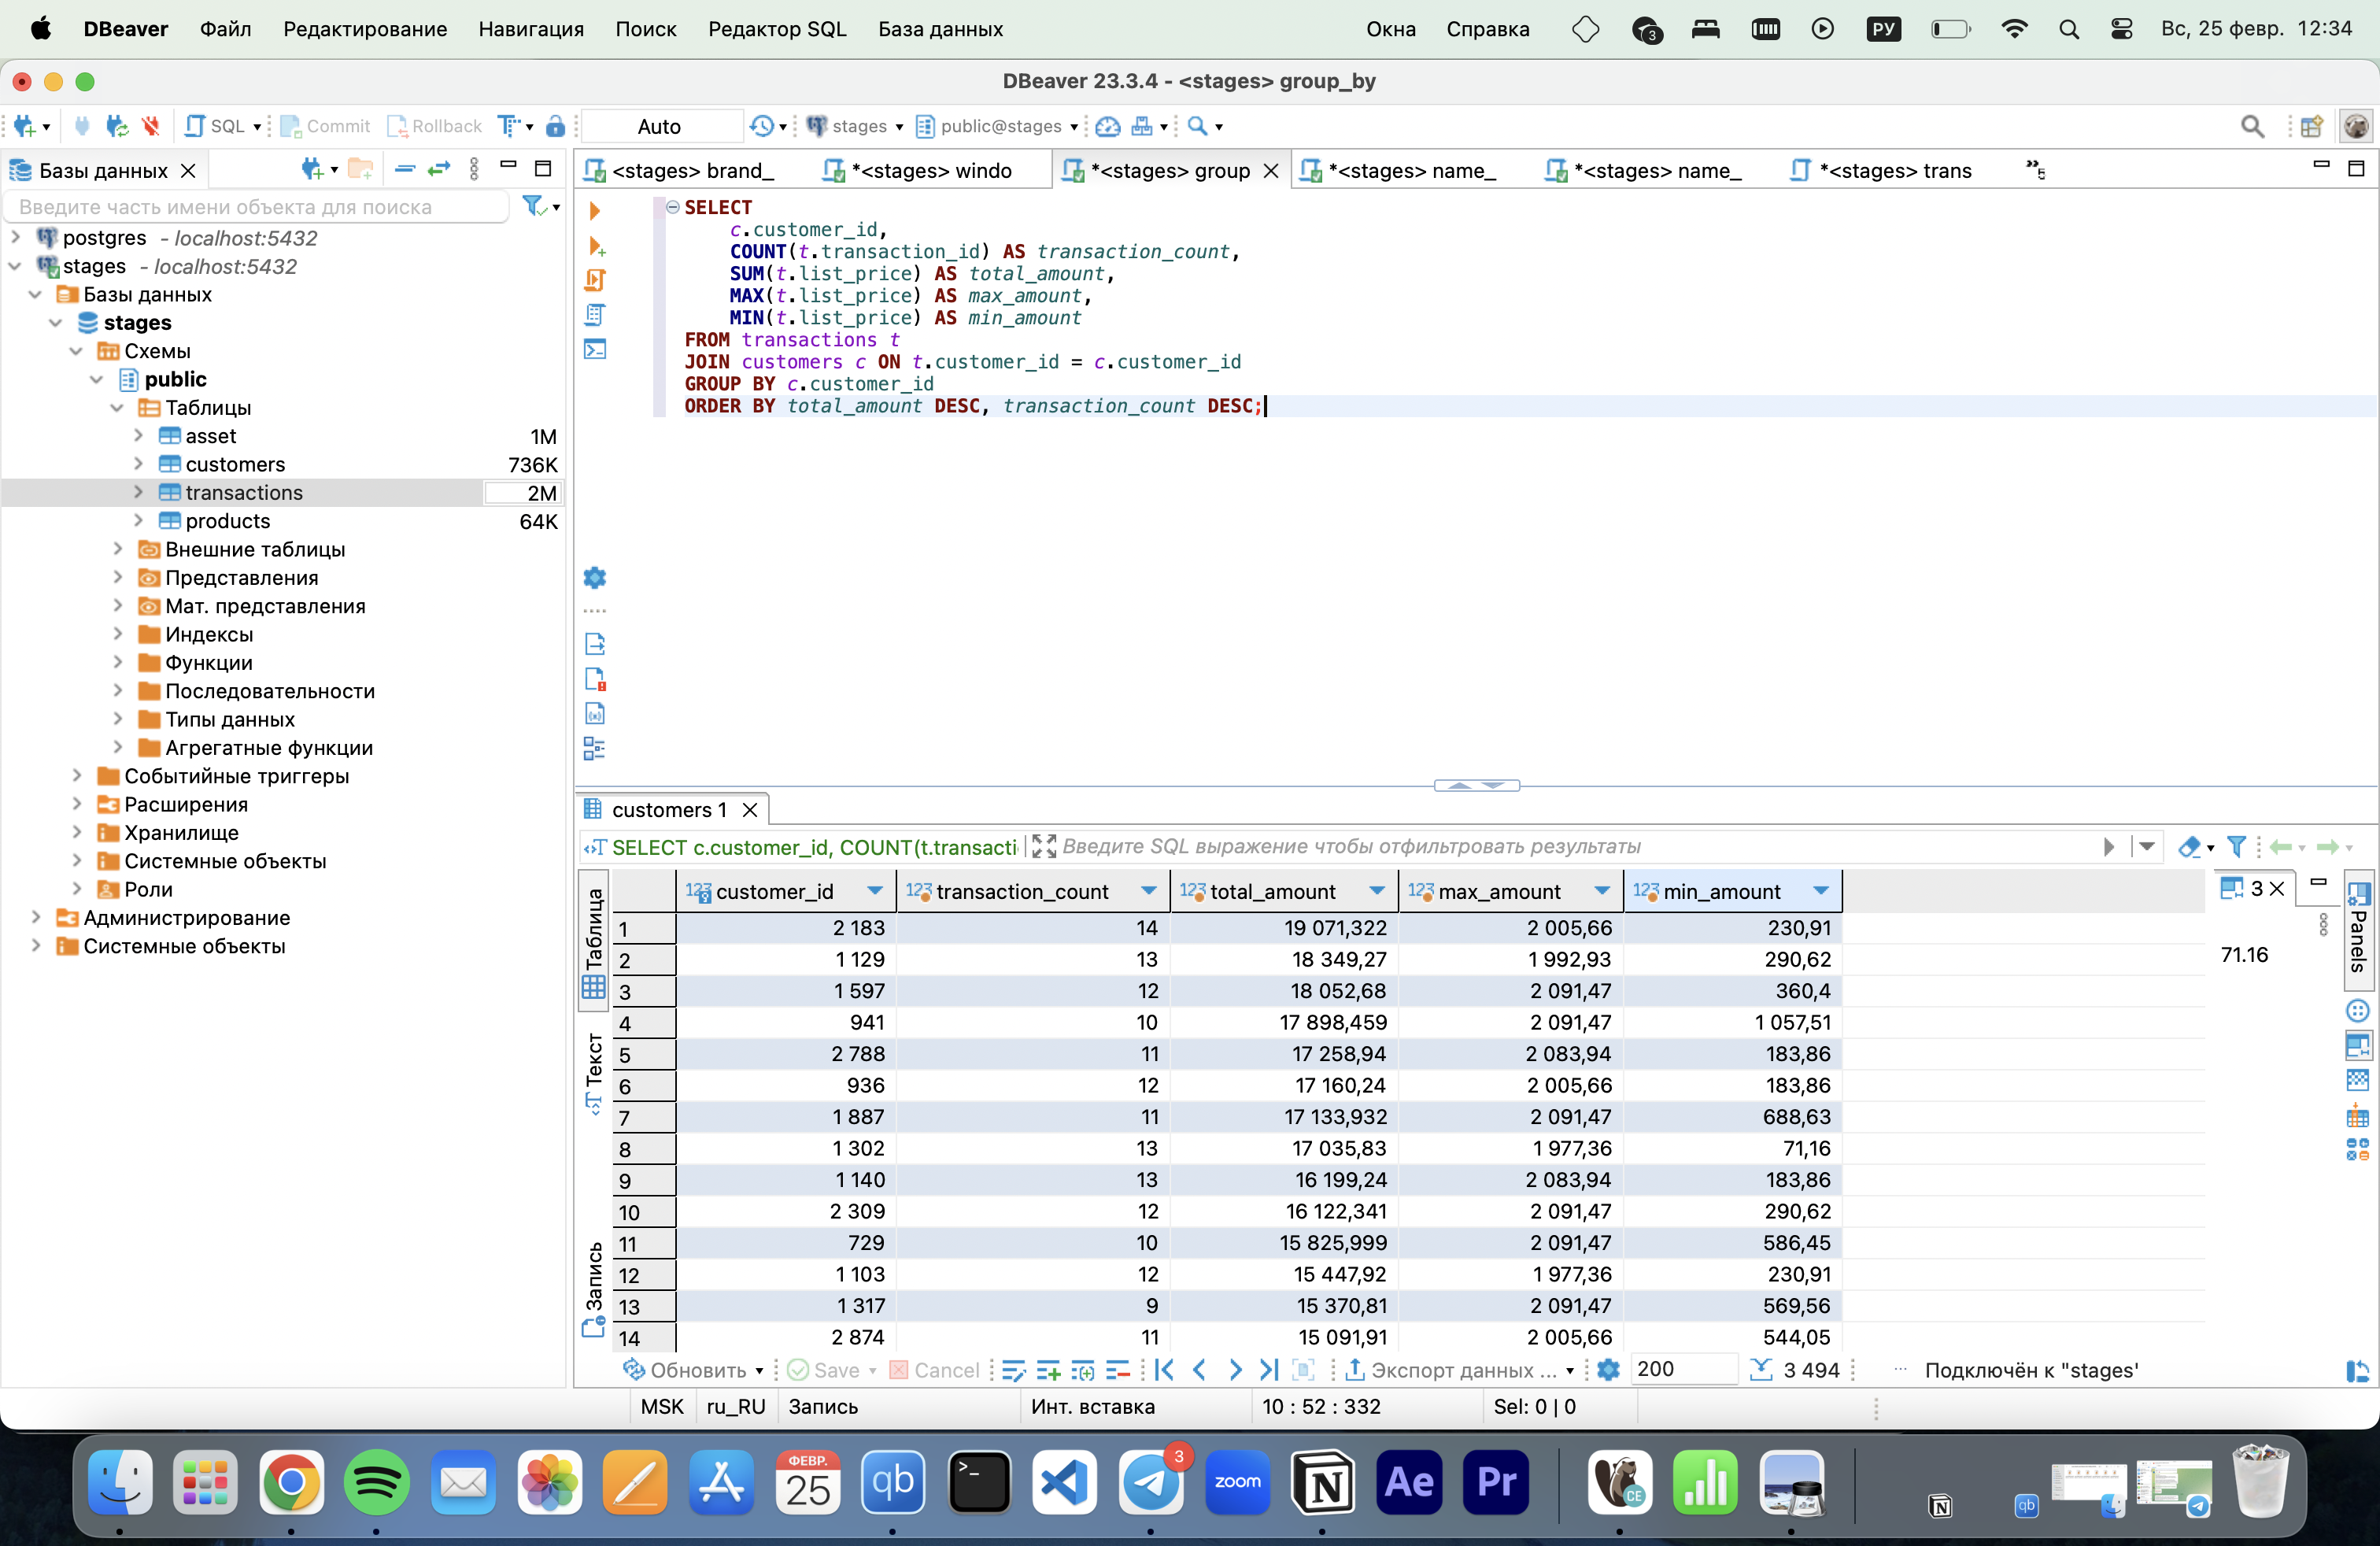 DBeaver Файл Редактирование Навигация Поиск Редактор SQL База данных Окна Справка 3 РУ Вс, 25 февр. 12:34
DBeaver 23.3.4 - <stages> group_by
SQL Commit Rollback Auto stages public@stages
Базы данных
Введите часть имени объекта для поиска
postgres - localhost:5432
stages - localhost:5432
Базы данных
stages
Схемы
public
Таблицы
asset 1M
customers 736K
transactions 2M
products 64K
Внешние таблицы
Представления
Мат. представления
Индексы
Функции
Последовательности
Типы данных
Агрегатные функции
Событийные триггеры
Расширения
Хранилище
Системные объекты
Роли
Администрирование
Системные объекты
<stages> brand_ *<stages> windo *<stages> group *<stages> name_ *<stages> name_ *<stages> trans »5
SELECT
c.customer_id,
COUNT(t.transaction_id) AS transaction_count,
SUM(t.list_price) AS total_amount,
MAX(t.list_price) AS max_amount,
MIN(t.list_price) AS min_amount
FROM transactions t
JOIN customers c ON t.customer_id = c.customer_id
GROUP BY c.customer_id
ORDER BY total_amount DESC, transaction_count DESC;
customers 1
SELECT c.customer_id, COUNT(t.transacti Введите SQL выражение чтобы отфильтровать результаты
Таблица
Текст
Запись
123 customer_id 123 transaction_count 123 total_amount 123 max_amount 123 min_amount
1 2 183 14 19 071,322 2 005,66 230,91
2 1 129 13 18 349,27 1 992,93 290,62
3 1 597 12 18 052,68 2 091,47 360,4
4 941 10 17 898,459 2 091,47 1 057,51
5 2 788 11 17 258,94 2 083,94 183,86
6 936 12 17 160,24 2 005,66 183,86
7 1 887 11 17 133,932 2 091,47 688,63
8 1 302 13 17 035,83 1 977,36 71,16
9 1 140 13 16 199,24 2 083,94 183,86
10 2 309 12 16 122,341 2 091,47 290,62
11 729 10 15 825,999 2 091,47 586,45
12 1 103 12 15 447,92 1 977,36 230,91
13 1 317 9 15 370,81 2 091,47 569,56
14 2 874 11 15 091,91 2 005,66 544,05
3
71.16
Panels
Обновить Save Cancel Экспорт данных ... 200 3 494 ... Подключён к "stages"
MSK ru_RU Запись Инт. вставка 10 : 52 : 332 Sel: 0 | 0
ФЕВР.
25
qb
>_
3
zoom
N
Ae
Pr
CE
N
qb